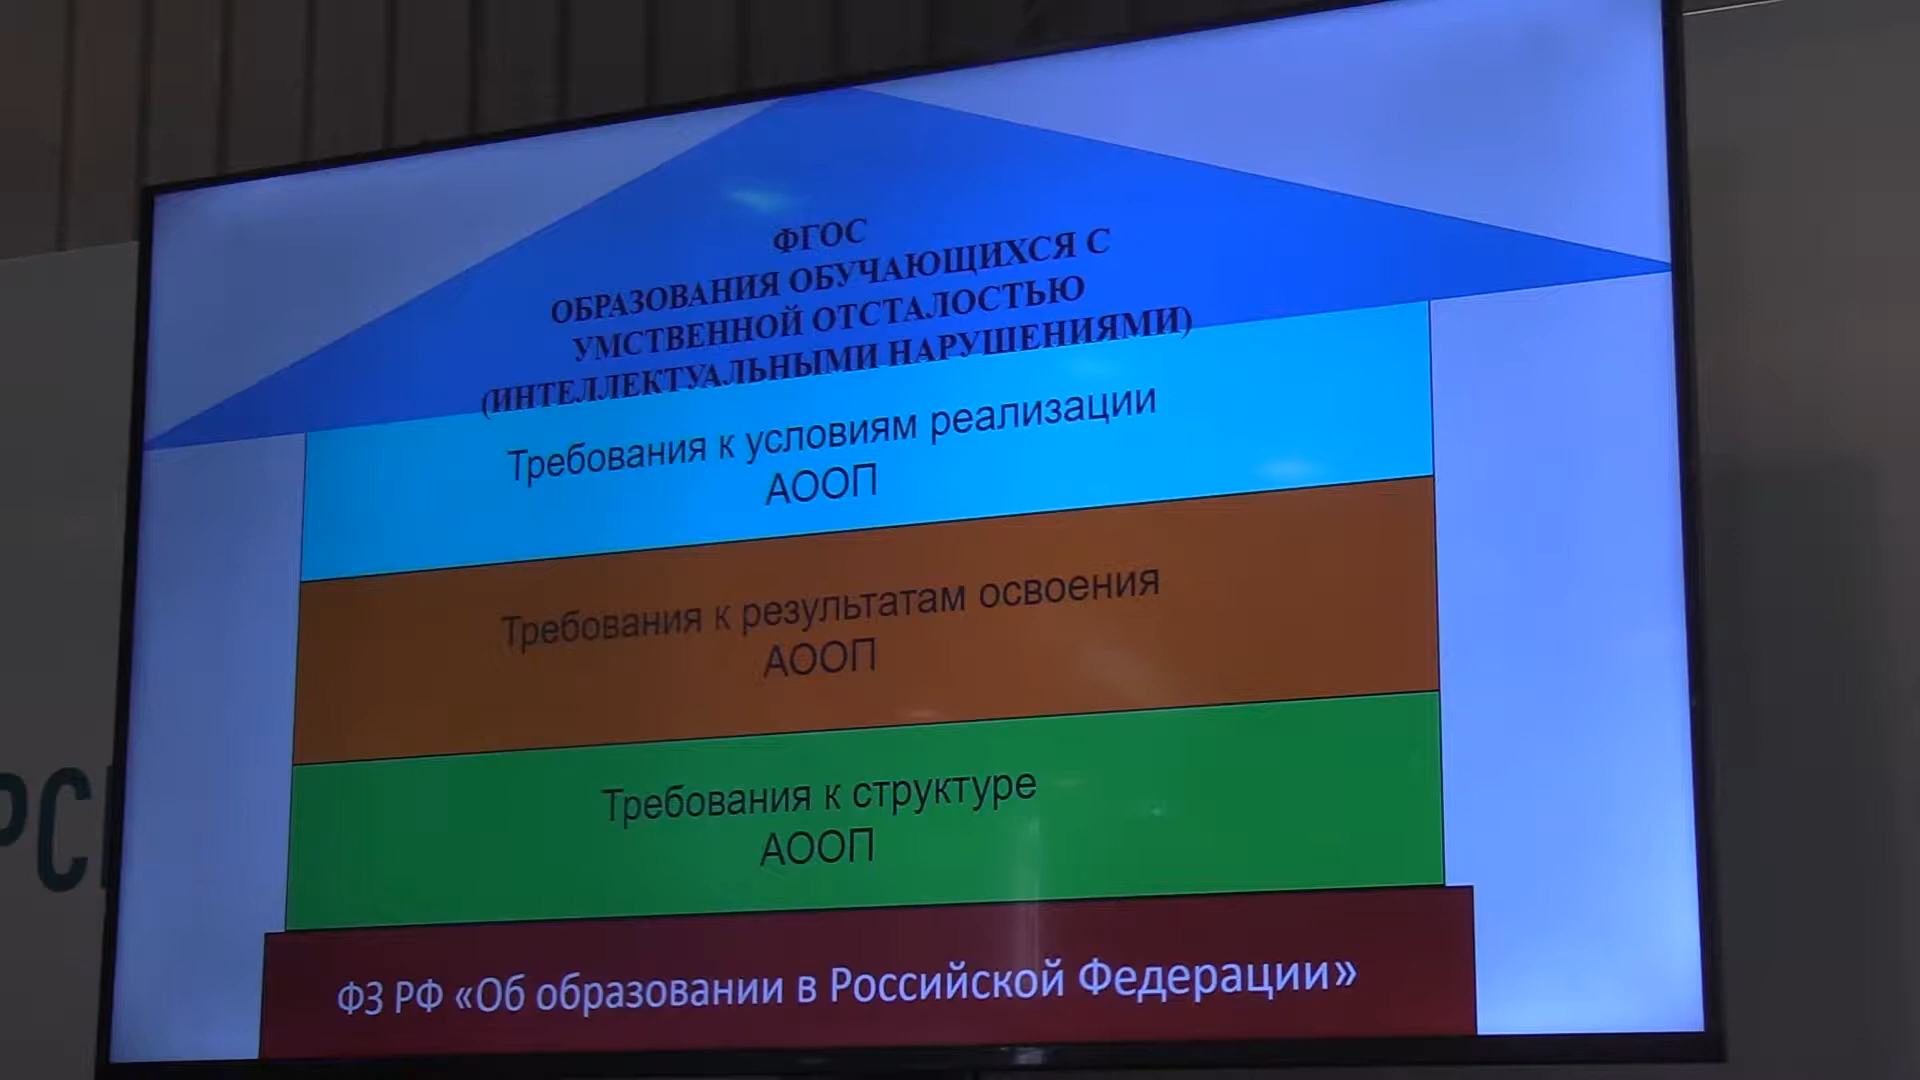 ФГОС
ОБРАЗОВАНИЯ ОБУЧАЮЩИХСЯ С
УМСТВЕННОЙ ОТСТАЛОСТЬЮ
(ИНТЕЛЛЕКТУАЛЬНЫМИ НАРУШЕНИЯМИ)
Требования к условиям реализации
АООП
Требования к результатам освоения
АООП
Требования к структуре
АООП
ФЗ РФ «Об образовании в Российской Федерации»